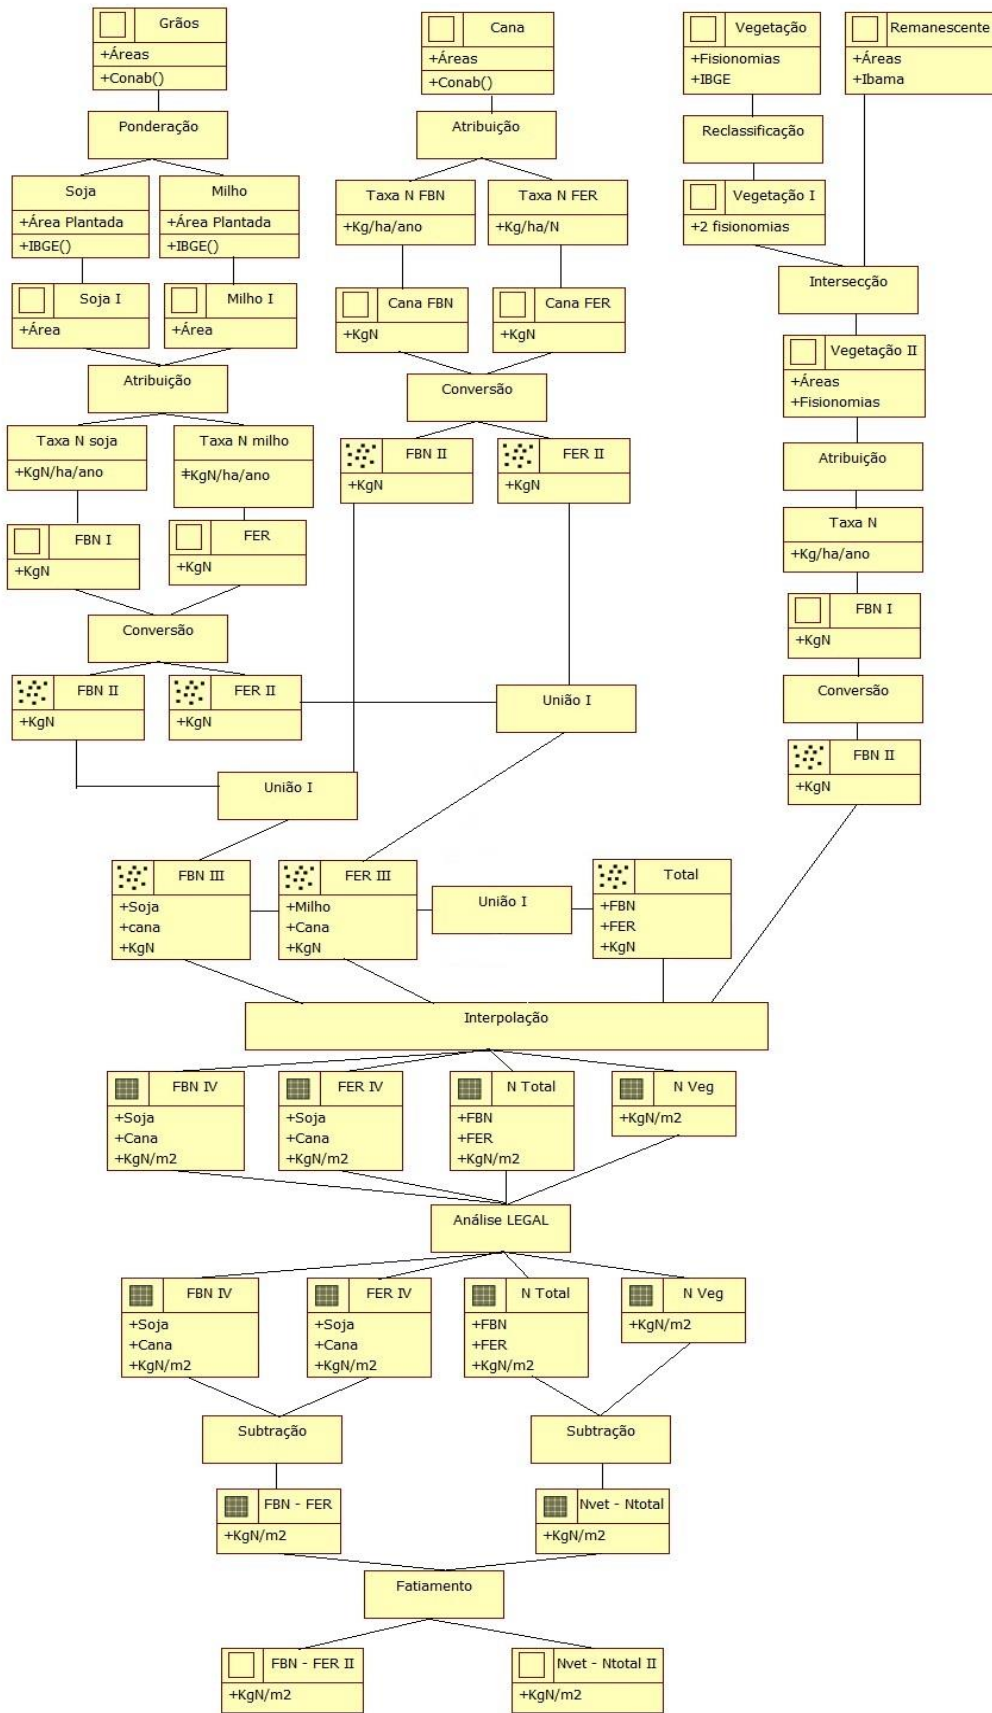 Grãos
+Áreas
+Conab()
Cana
+Áreas
+Conab()
Vegetação
+Fisionomias
+IBGE
Remanescente
+Áreas
+Ibama
Ponderação
Atribuição
Reclassificação
Soja
+Área Plantada
+IBGE()
Milho
+Área Plantada
+IBGE()
Taxa N FBN
+Kg/ha/ano
Taxa N FER
+Kg/ha/N
Vegetação I
+2 fisionomias
Intersecção
Soja I
+Área
Milho I
+Área
Cana FBN
+KgN
Cana FER
+KgN
Vegetação II
+Áreas
+Fisionomias
Atribuição
Conversão
Taxa N soja
+KgN/ha/ano
Taxa N milho
+KgN/ha/ano
FBN II
+KgN
FER II
+KgN
Atribuição
Taxa N
+Kg/ha/ano
FBN I
+KgN
FER
+KgN
FBN I
+KgN
Conversão
Conversão
FBN II
+KgN
FER II
+KgN
União I
FBN II
+KgN
União I
FBN III
+Soja
+cana
+KgN
FER III
+Milho
+Cana
+KgN
União I
Total
+FBN
+FER
+KgN
Interpolação
FBN IV
+Soja
+Cana
+KgN/m2
FER IV
+Soja
+Cana
+KgN/m2
N Total
+FBN
+FER
+KgN/m2
N Veg
+KgN/m2
Análise LEGAL
FBN IV
+Soja
+Cana
+KgN/m2
FER IV
+Soja
+Cana
+KgN/m2
N Total
+FBN
+FER
+KgN/m2
N Veg
+KgN/m2
Subtração
Subtração
FBN - FER
+KgN/m2
Nvet - Ntotal
+KgN/m2
Fatiamento
FBN - FER II
+KgN/m2
Nvet - Ntotal II
+KgN/m2